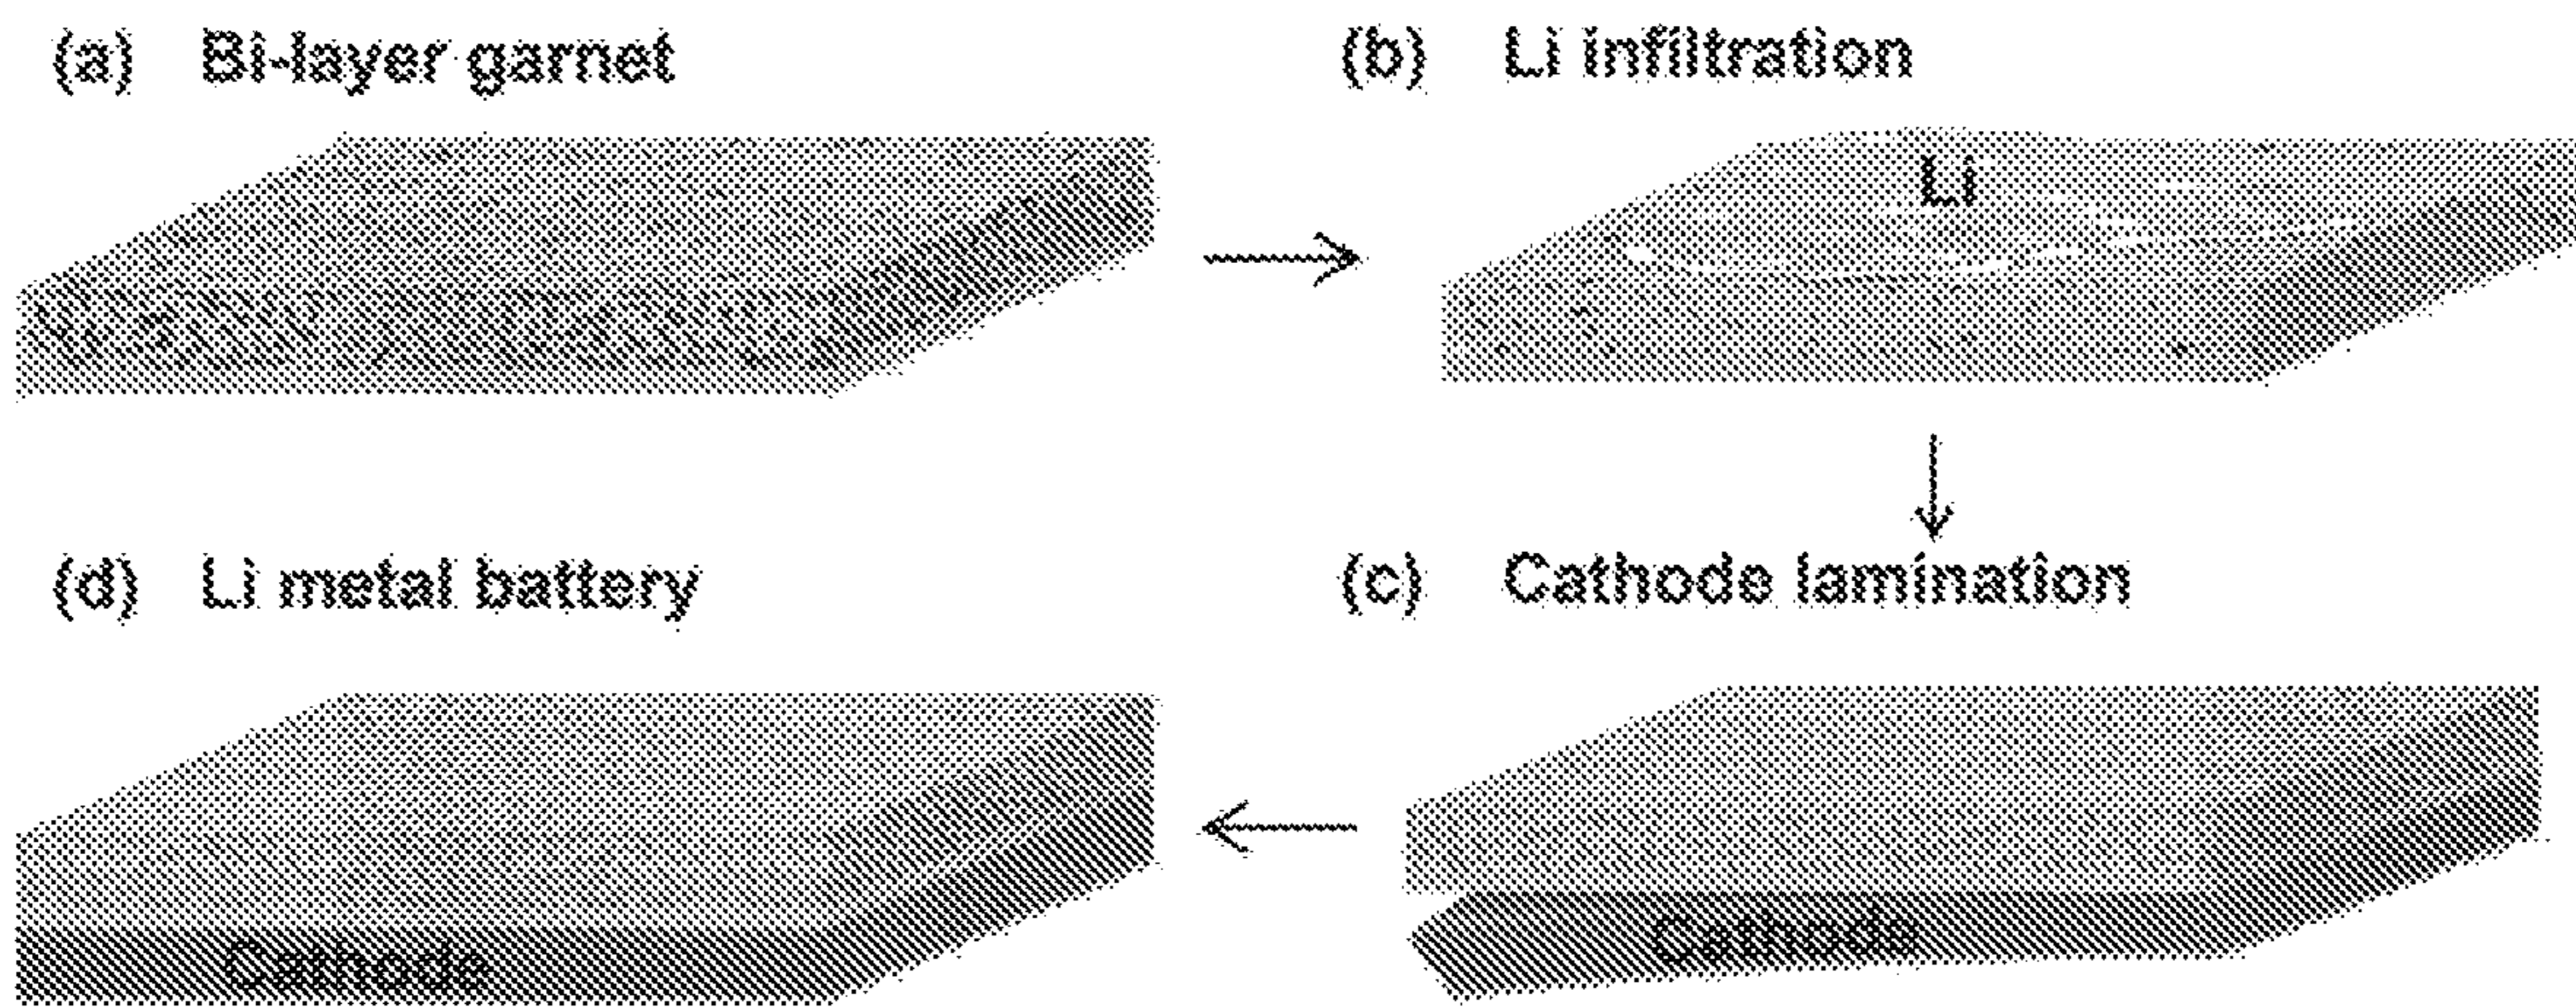 (a) Bi-layer garnet
(b) Li infiltration
Li
(d) Li metal battery
(c) Cathode lamination
Cathode
Cathode